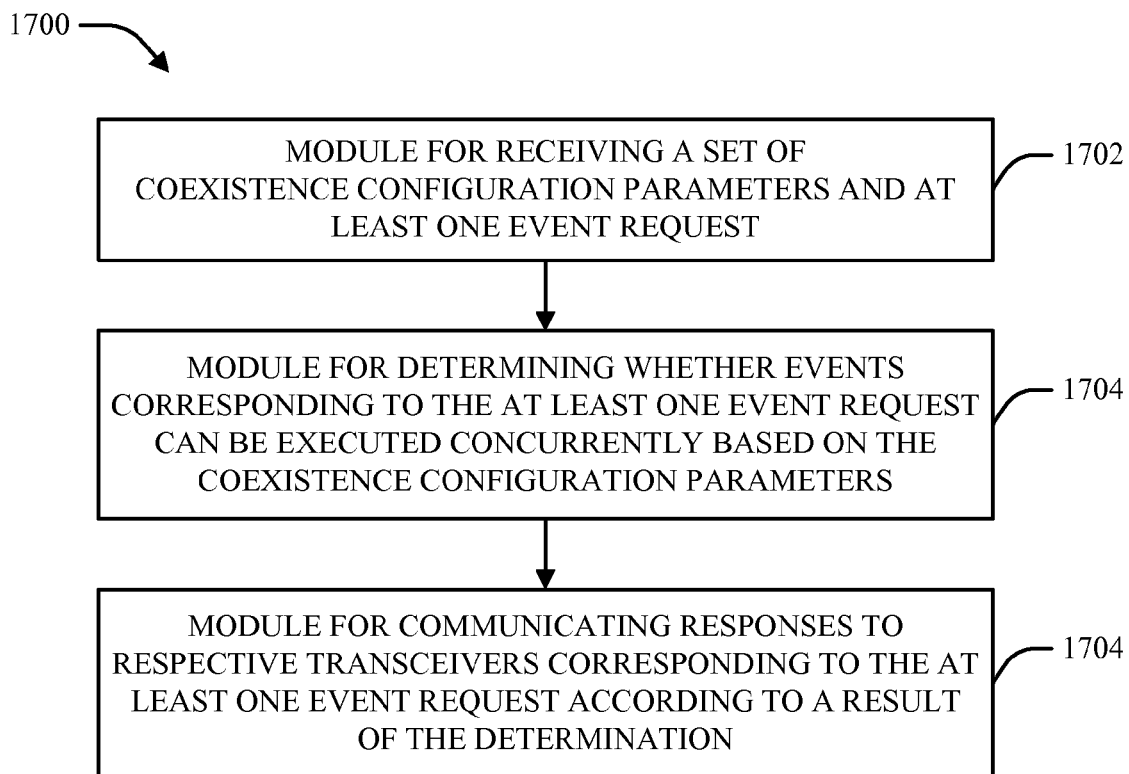 1700
MODULE FOR RECEIVING A SET OF
COEXISTENCE CONFIGURATION PARAMETERS AND AT
LEAST ONE EVENT REQUEST
1702
MODULE FOR DETERMINING WHETHER EVENTS
CORRESPONDING TO THE AT LEAST ONE EVENT REQUEST
CAN BE EXECUTED CONCURRENTLY BASED ON THE
COEXISTENCE CONFIGURATION PARAMETERS
1704
MODULE FOR COMMUNICATING RESPONSES TO
RESPECTIVE TRANSCEIVERS CORRESPONDING TO THE AT
LEAST ONE EVENT REQUEST ACCORDING TO A RESULT
OF THE DETERMINATION
1704